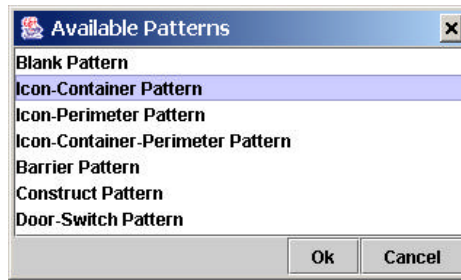 Available Patterns
Blank Pattern
Icon-Container Pattern
Icon-Perimeter Pattern
Icon-Container-Perimeter Pattern
Barrier Pattern
Construct Pattern
Door-Switch Pattern
Ok Cancel